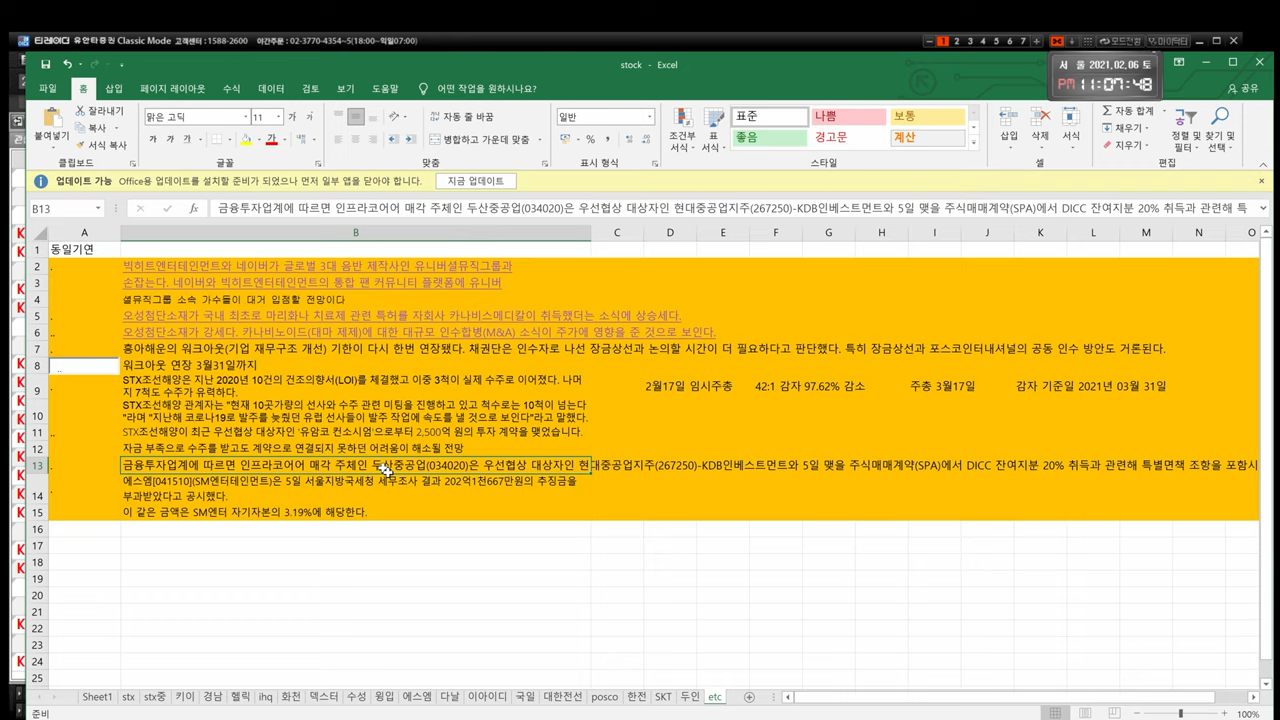 티레이더 유안타증권 Classic Mode 고객센터 : 1588-2600 야간주문 : 02-3770-4354~5(18:00~익일07:00)
1 2 3 4 5 6 7 + 모드전환 마이닥터
stock - Excel
서 울 2021.02.06 토
PM 11:07:48
파일 홈 삽입 페이지 레이아웃 수식 데이터 검토 보기 도움말 어떤 작업을 원하시나요? 공유
붙여넣기 잘라내기 복사 서식 복사 클립보드
맑은 고딕 11 가 가 가 가 가 글꼴
자동 줄 바꿈 병합하고 가운데 맞춤 맞춤
일반 % 표시 형식
조건부 서식 표 서식 표준 나쁨 보통 좋음 경고문 계산 스타일
삽입 삭제 서식 셀
자동 합계 채우기 지우기 정렬 및 필터 찾기 및 선택 편집
업데이트 가능 Office용 업데이트를 설치할 준비가 되었으나 먼저 일부 앱을 닫아야 합니다. 지금 업데이트
B13 fx 금융투자업계에 따르면 인프라코어어 매각 주체인 두산중공업(034020)은 우선협상 대상자인 현대중공업지주(267250)-KDB인베스트먼트와 5일 맺을 주식매매계약(SPA)에서 DICC 잔여지분 20% 취득과 관련해 특
A B C D E F G H I J K L M N O
1 동일기연
2 . 빅히트엔터테인먼트와 네이버가 글로벌 3대 음반 제작사인 유니버셜뮤직그룹과
3 . 손잡는다. 네이버와 빅히트엔터테인먼트의 통합 팬 커뮤니티 플랫폼에 유니버
4 셜뮤직그룹 소속 가수들이 대거 입점할 전망이다
5 . 오성첨단소재가 국내 최초로 마리화나 치료제 관련 특허를 자회사 카나비스메디칼이 취득했더는 소식에 상승세다.
6 .. 오성첨단소재가 강세다. 카나비노이드(대마 제제)에 대한 대규모 인수합병(M&A) 소식이 주가에 영향을 준 것으로 보인다.
7 . 흥아해운의 워크아웃(기업 재무구조 개선) 기한이 다시 한번 연장됐다. 채권단은 인수자로 나선 장금상선과 논의할 시간이 더 필요하다고 판단했다. 특히 장금상선과 포스코인터내셔널의 공동 인수 방안도 거론된다.
8 .. 워크아웃 연장 3월31일까지
9 . STX조선해양은 지난 2020년 10건의 건조의향서(LOI)를 체결했고 이중 3척이 실제 수주로 이어졌다. 나머
지 7척도 수주가 유력하다. 2월17일 임시주총 42:1 감자 97.62% 감소 주총 3월17일 감자 기준일 2021년 03월 31일
10 STX조선해양 관계자는 "현재 10곳가량의 선사와 수주 관련 미팅을 진행하고 있고 척수로는 10척이 넘는다
"라며 "지난해 코로나19로 발주를 늦췄던 유럽 선사들이 발주 작업에 속도를 낼 것으로 보인다"라고 말했다.
11 .. STX조선해양이 최근 우선협상 대상자인 '유암코 컨소시엄'으로부터 2,500억 원의 투자 계약을 맺었습니다.
12 자금 부족으로 수주를 받고도 계약으로 연결되지 못하던 어려움이 해소될 전망
13 . 금융투자업계에 따르면 인프라코어어 매각 주체인 두산중공업(034020)은 우선협상 대상자인 현대중공업지주(267250)-KDB인베스트먼트와 5일 맺을 주식매매계약(SPA)에서 DICC 잔여지분 20% 취득과 관련해 특별면책 조항을 포함시
14 . 에스엠[041510](SM엔터테인먼트)은 5일 서울지방국세청 세무조사 결과 202억1천667만원의 추징금을
부과받았다고 공시했다.
15 이 같은 금액은 SM엔터 자기자본의 3.19%에 해당한다.
16
17
18
19
20
21
22
23
24
25
Sheet1 stx stx중 키이 경남 헬릭 ihq 화천 덱스터 수성 윙입 에스엠 다날 이아이디 국일 대한전선 posco 한전 SKT 두인 etc
준비 100%